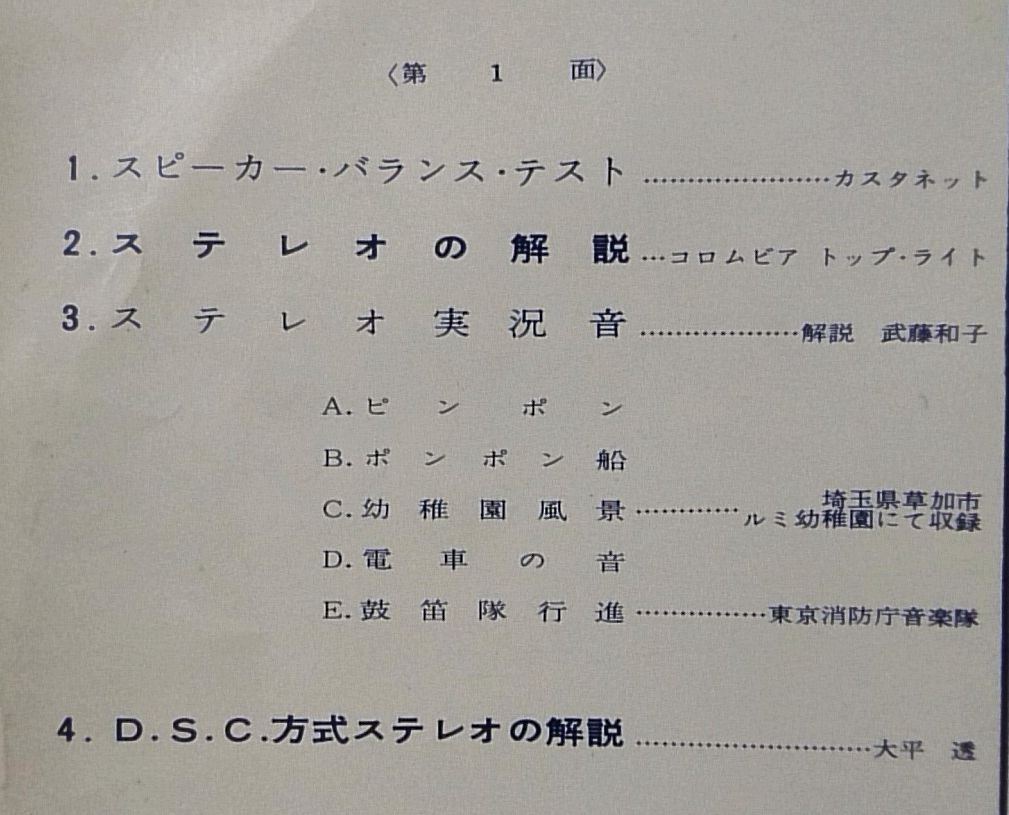 〈第 1 面〉
1.スピーカー・バランス・テスト…………………カスタネット
2.ステレオの解説…コロムビア トップ・ライト
3.ステレオ実況音………………解説 武藤和子
A.ピンポン
B.ポンポン船
C.幼稚園風景…………埼玉県草加市
ルミ幼稚園にて収録
D.電車の音
E.鼓笛隊行進……………東京消防庁音楽隊
4. D.S.C.方式ステレオの解説………………………大平 透